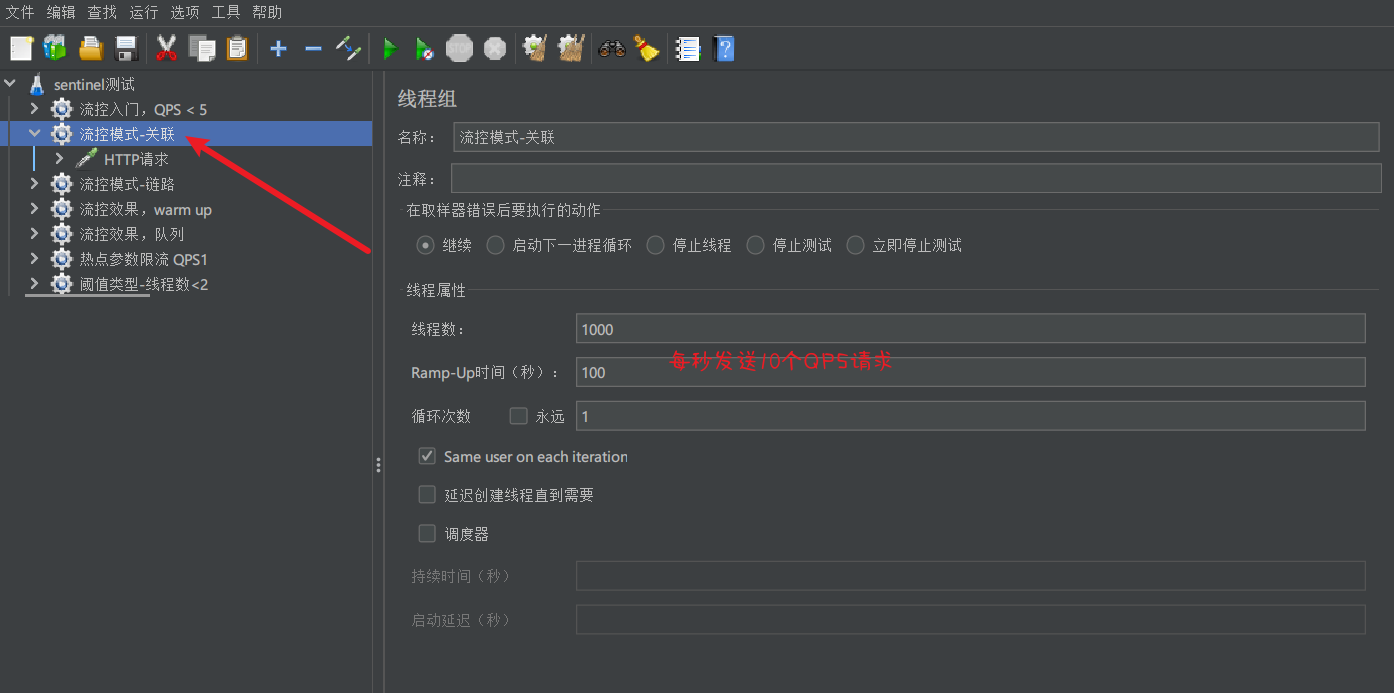 文件 编辑 查找 运行 选项 工具 帮助
STOP
sentinel测试
流控入门，QPS < 5
流控模式-关联
HTTP请求
流控模式-链路
流控效果，warm up
流控效果，队列
热点参数限流 QPS1
阈值类型-线程数<2
线程组
名称： 流控模式-关联
注释：
在取样器错误后要执行的动作
继续 启动下一进程循环 停止线程 停止测试 立即停止测试
线程属性
线程数： 1000
每秒发送10个QPS请求
Ramp-Up时间（秒）： 100
循环次数 永远 1
Same user on each iteration
延迟创建线程直到需要
调度器
持续时间（秒）
启动延迟（秒）